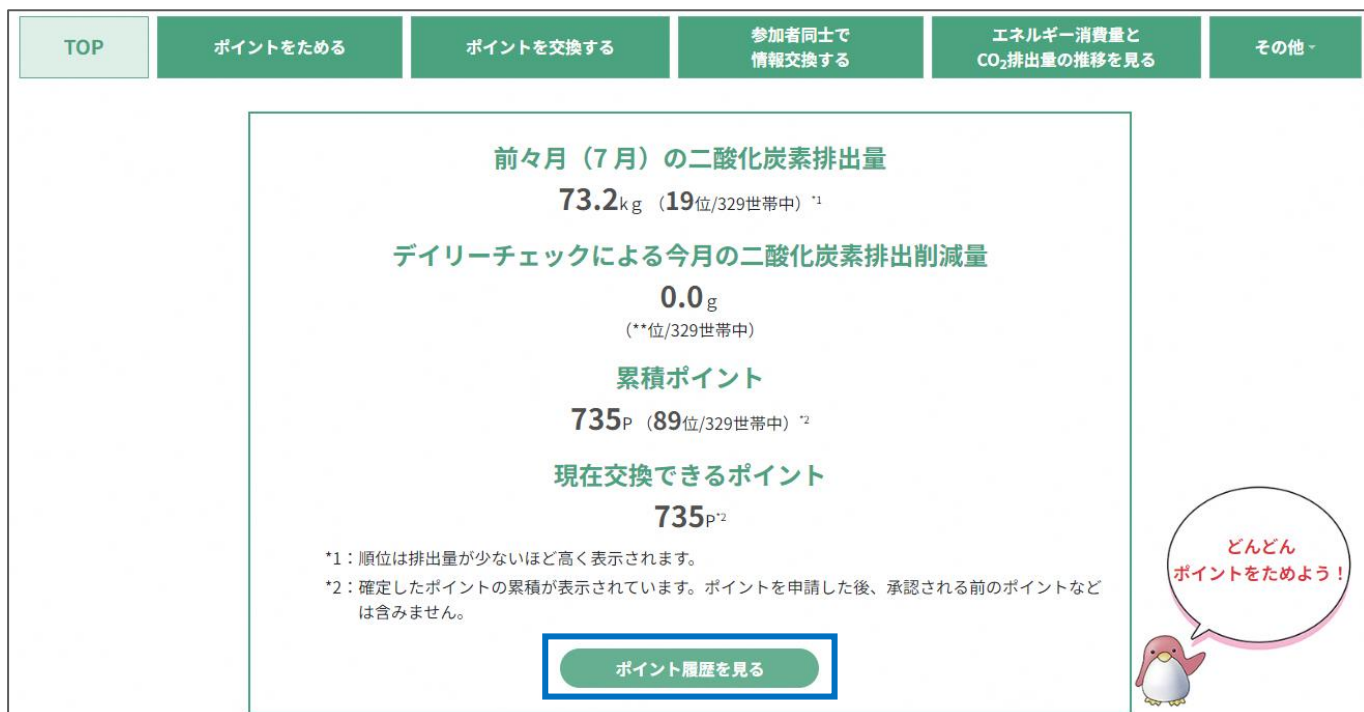 TOP
ポイントをためる
ポイントを交換する
参加者同士で
情報交換する
エネルギー消費量と
CO₂排出量の推移を見る
その他
前々月（7月）の二酸化炭素排出量
73.2kg （19位/329世帯中）*1
デイリーチェックによる今月の二酸化炭素排出削減量
0.0g
（**位/329世帯中）
累積ポイント
735P （89位/329世帯中）*2
現在交換できるポイント
735P*2
*1：順位は排出量が少ないほど高く表示されます。
*2：確定したポイントの累積が表示されています。ポイントを申請した後、承認される前のポイントなど
は含みません。
どんどん
ポイントをためよう！
ポイント履歴を見る